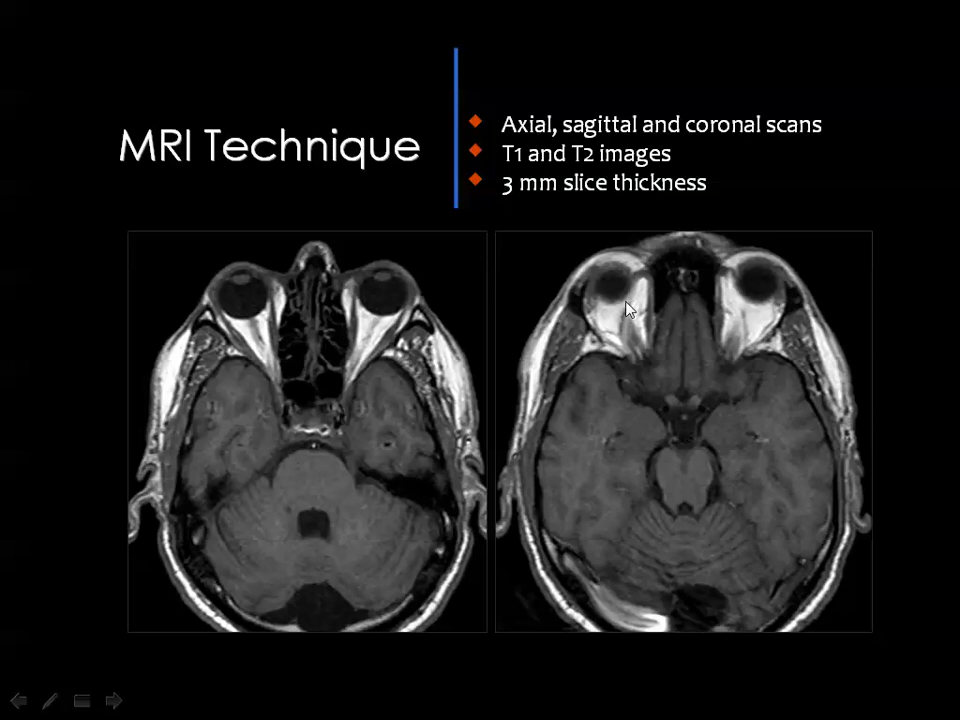 MRI Technique
Axial, sagittal and coronal scans
T1 and T2 images
3 mm slice thickness